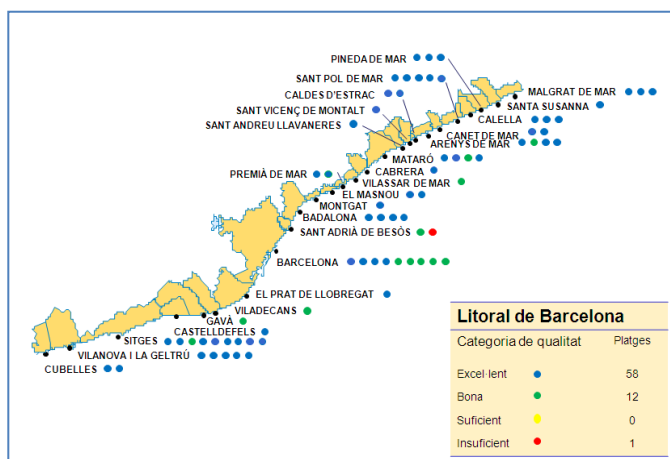 PINEDA DE MAR
SANT POL DE MAR
CALDES D'ESTRAC
MALGRAT DE MAR
SANTA SUSANNA
SANT VICENÇ DE MONTALT
CALELLA
SANT ANDREU LLAVANERES
CANET DE MAR
ARENYS DE MAR
MATARÓ
CABRERA
PREMIÀ DE MAR
VILASSAR DE MAR
EL MASNOU
MONTGAT
BADALONA
SANT ADRIÀ DE BESÒS
BARCELONA
EL PRAT DE LLOBREGAT
VILADECANS
GAVÀ
CASTELLDEFELS
SITGES
VILANOVA I LA GELTRÚ
CUBELLES
Litoral de Barcelona
Categoria de qualitat Platges
Excel·lent 58
Bona 12
Suficient 0
Insuficient 1